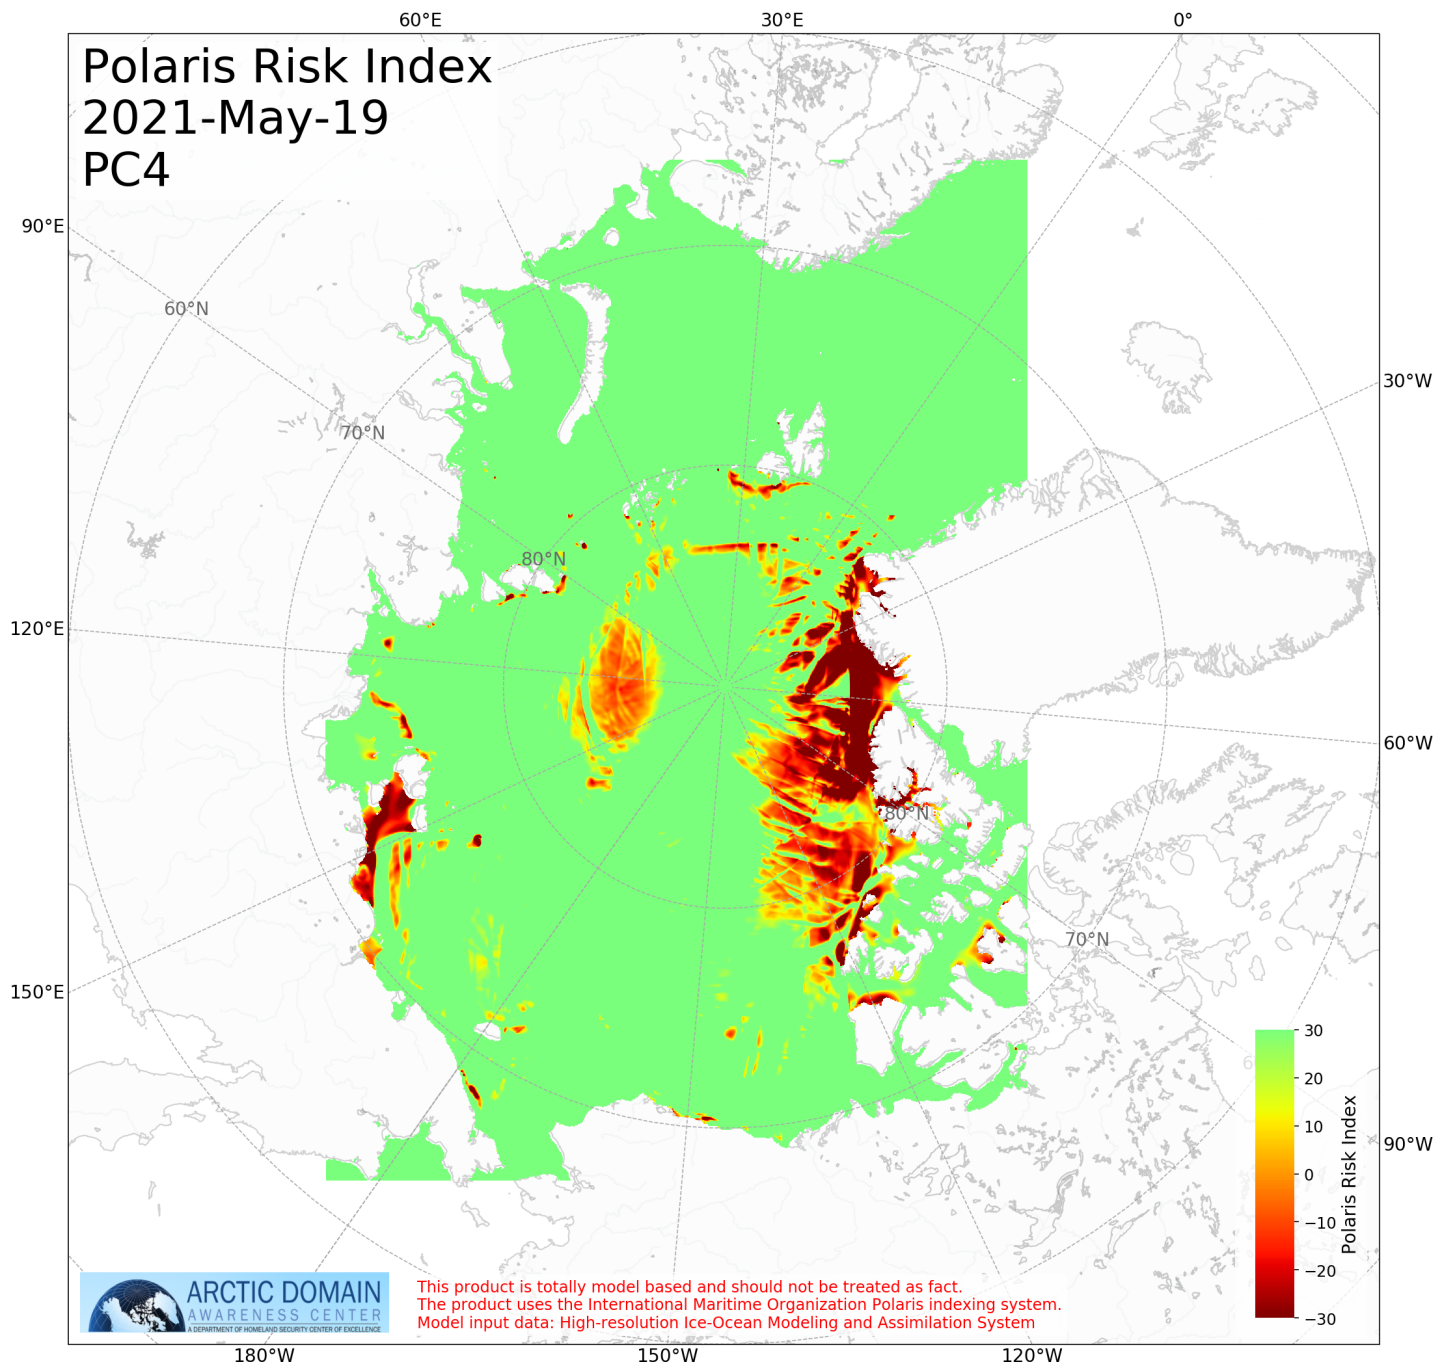 60°E 30°E 0°
Polaris Risk Index
2021-May-19
PC4
90°E
60°N
30°W
70°N
80°N
120°E
60°W
80°N
70°N
150°E
30
20
10
0
−10
−20
−30
Polaris Risk Index
90°W
ARCTIC DOMAIN
AWARENESS CENTER
A DEPARTMENT OF HOMELAND SECURITY CENTER OF EXCELLENCE
This product is totally model based and should not be treated as fact.
The product uses the International Maritime Organization Polaris indexing system.
Model input data: High-resolution Ice-Ocean Modeling and Assimilation System
180°W 150°W 120°W